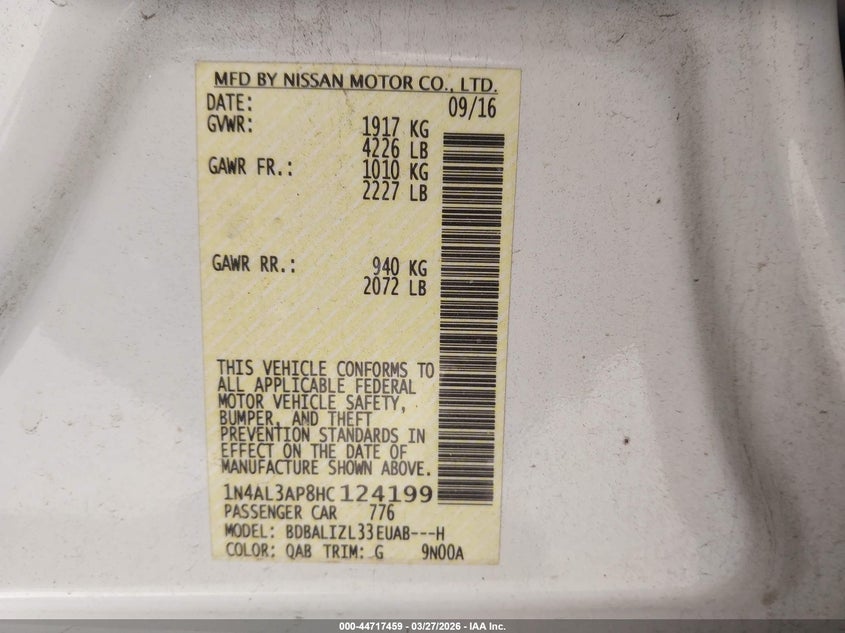 MFD BY NISSAN MOTOR CO., LTD.
DATE: 09/16
GVWR: 1917 KG
4226 LB
GAWR FR.: 1010 KG
2227 LB
GAWR RR.: 940 KG
2072 LB
THIS VEHICLE CONFORMS TO
ALL APPLICABLE FEDERAL
MOTOR VEHICLE SAFETY,
BUMPER, AND THEFT
PREVENTION STANDARDS IN
EFFECT ON THE DATE OF
MANUFACTURE SHOWN ABOVE.
1N4AL3AP8HC124199
PASSENGER CAR 776
MODEL: BDBALIZL33EUAB---H
COLOR: QAB TRIM: G 9N00A
000-44717459 - 03/27/2026 - IAA Inc.